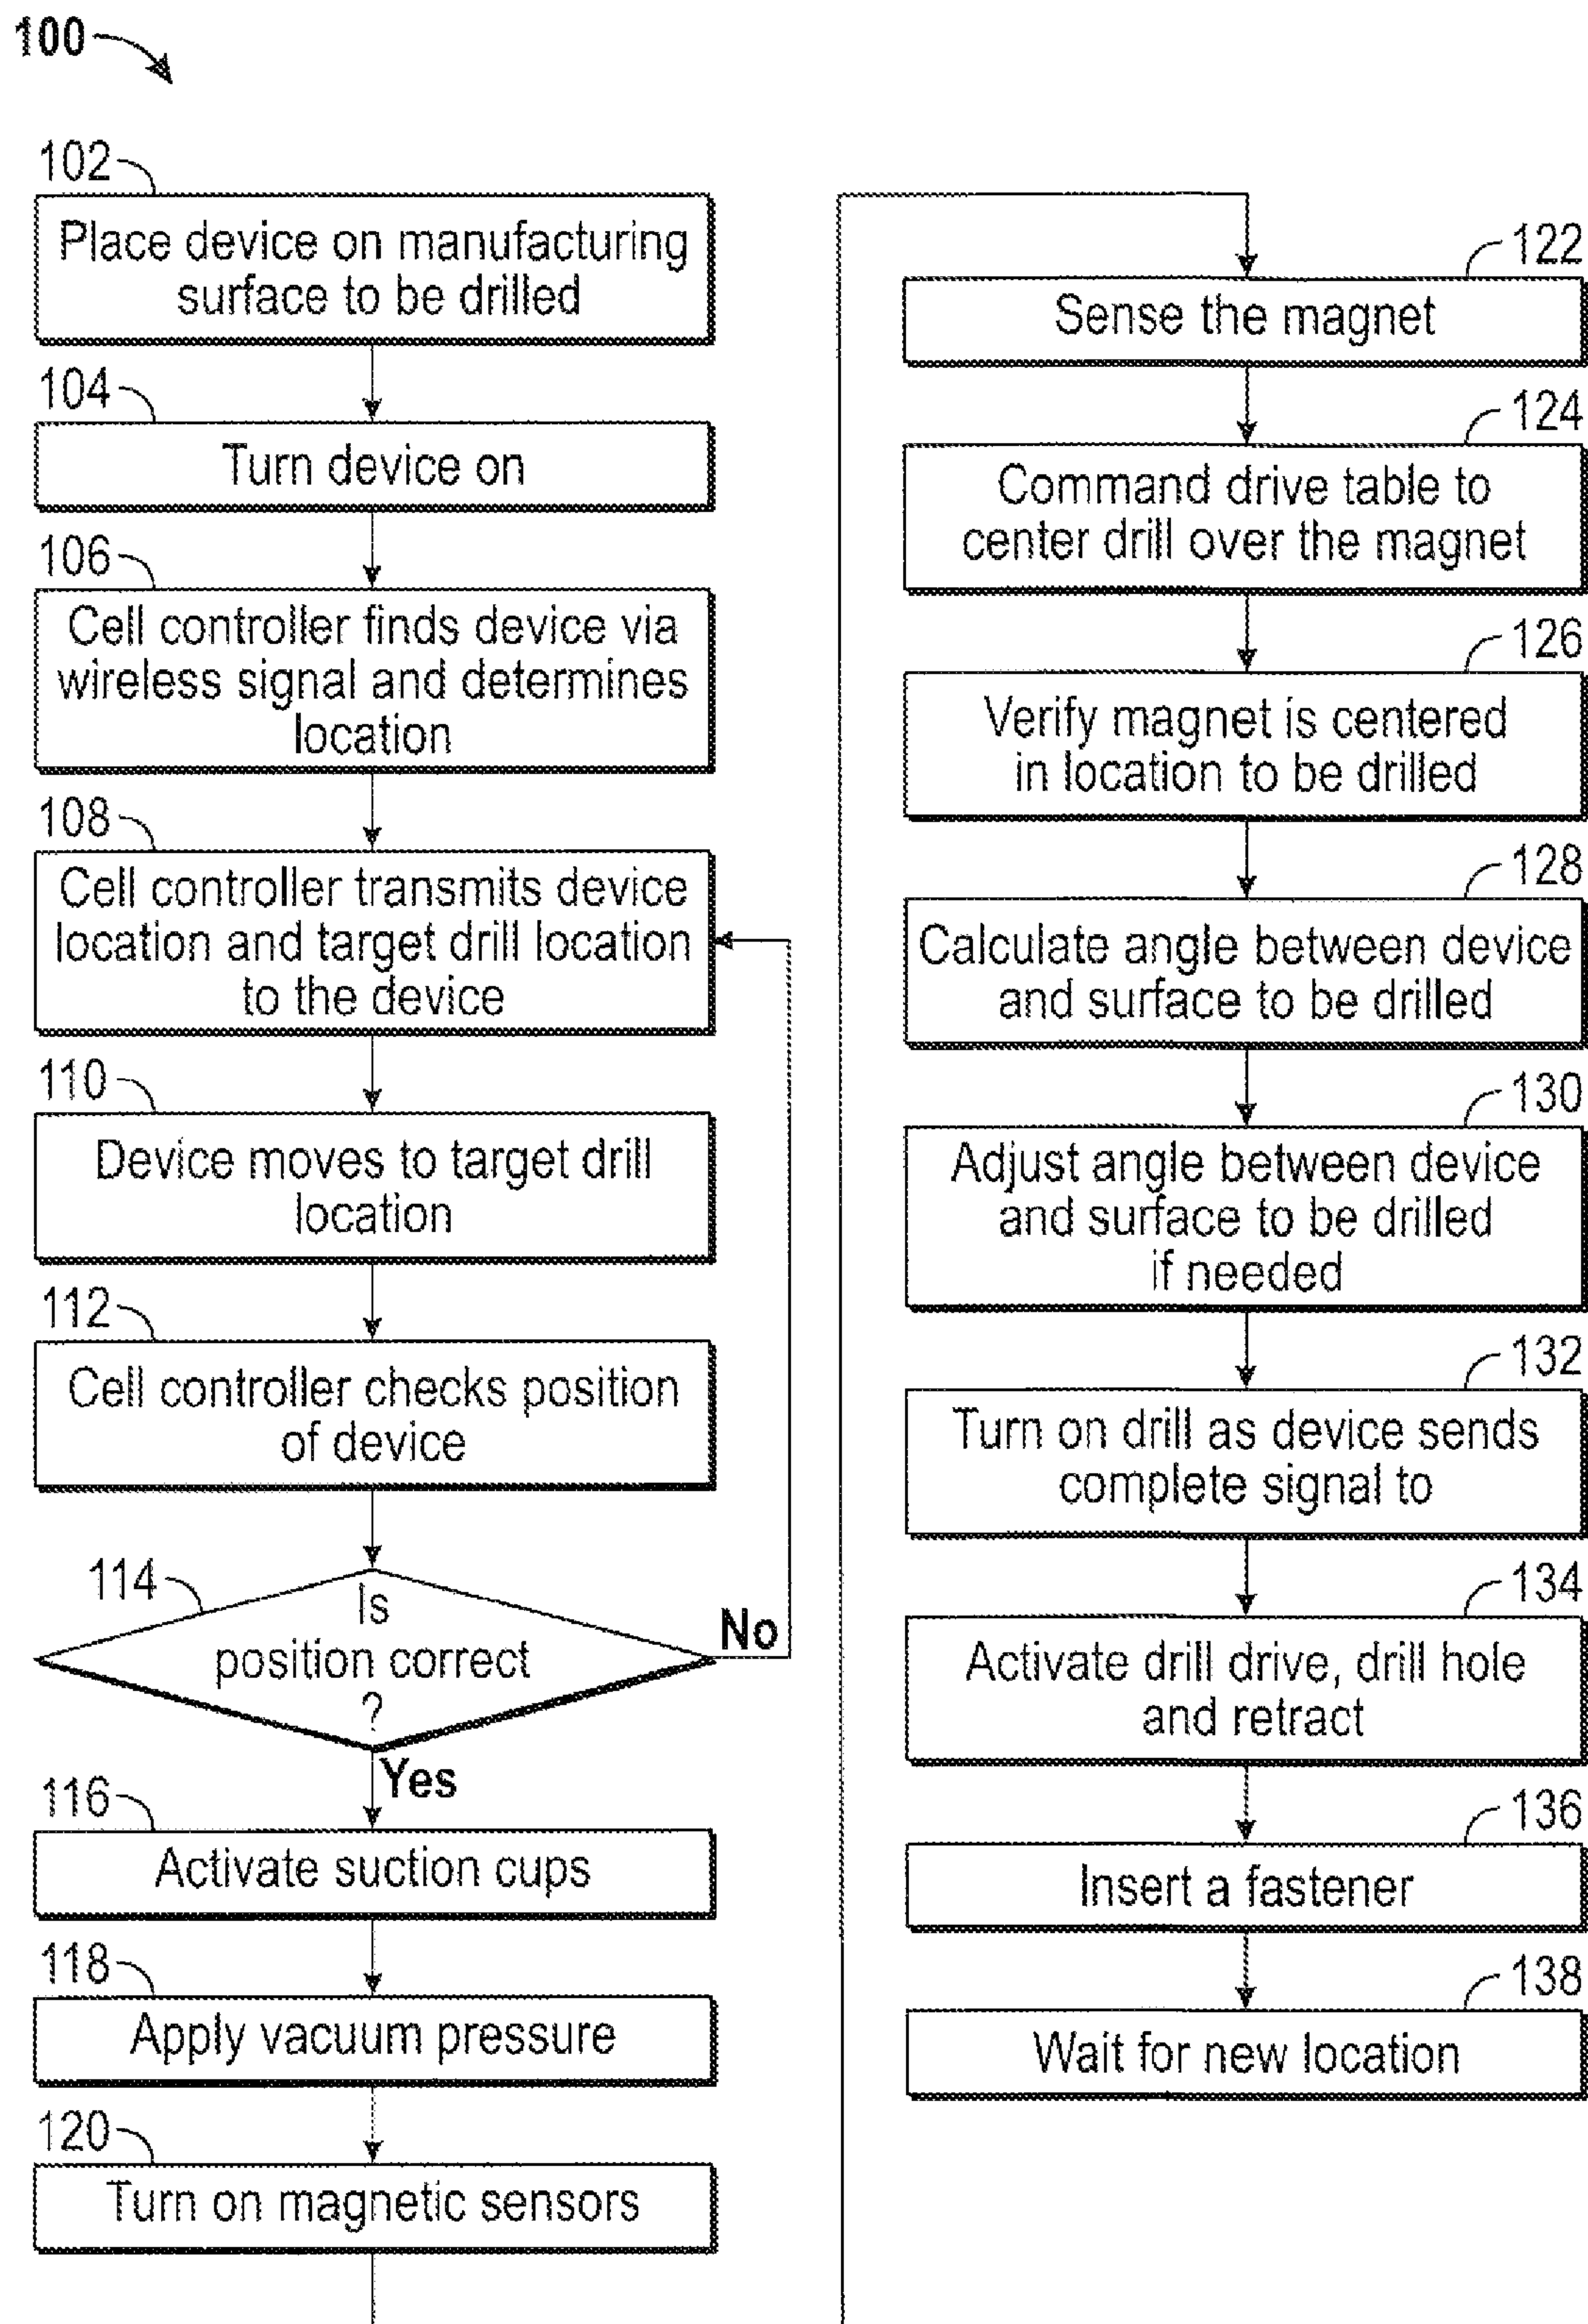 100
102
Place device on manufacturing
surface to be drilled
104
Turn device on
106
Cell controller finds device via
wireless signal and determines
location
108
Cell controller transmits device
location and target drill location
to the device
110
Device moves to target drill
location
112
Cell controller checks position
of device
114
Is
position correct
?
No
Yes
116
Activate suction cups
118
Apply vacuum pressure
120
Turn on magnetic sensors
122
Sense the magnet
124
Command drive table to
center drill over the magnet
126
Verify magnet is centered
in location to be drilled
128
Calculate angle between device
and surface to be drilled
130
Adjust angle between device
and surface to be drilled
if needed
132
Turn on drill as device sends
complete signal to
134
Activate drill drive, drill hole
and retract
136
Insert a fastener
138
Wait for new location